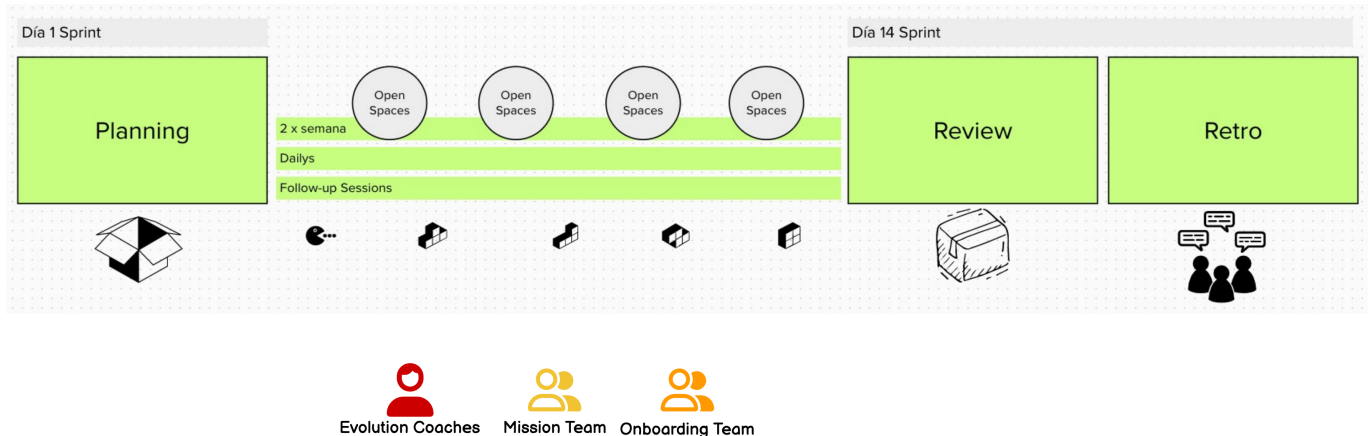 Día 1 Sprint
Día 14 Sprint
Planning
Open
Spaces
Open
Spaces
Open
Spaces
Open
Spaces
2 x semana
Dailys
Follow-up Sessions
Review
Retro
Evolution Coaches
Mission Team
Onboarding Team